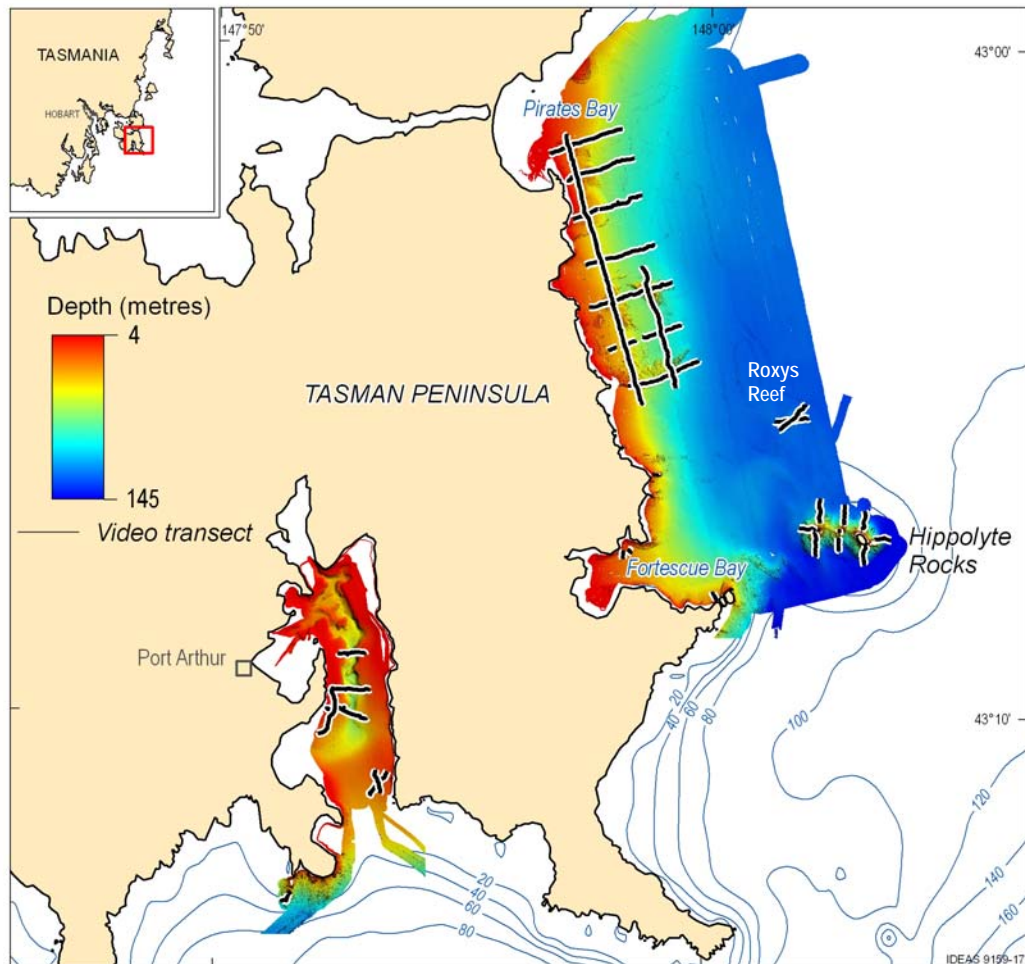 147°50'
148°00'
43°00'
TASMANIA
HOBART
Pirates Bay
Depth (metres)
4
145
Video transect
TASMAN PENINSULA
Roxys
Reef
Hippolyte
Rocks
Fortescue Bay
Port Arthur
43°10'
20
40
60
80
100
120
140
160
20
40
60
80
IDEAS 9159-17